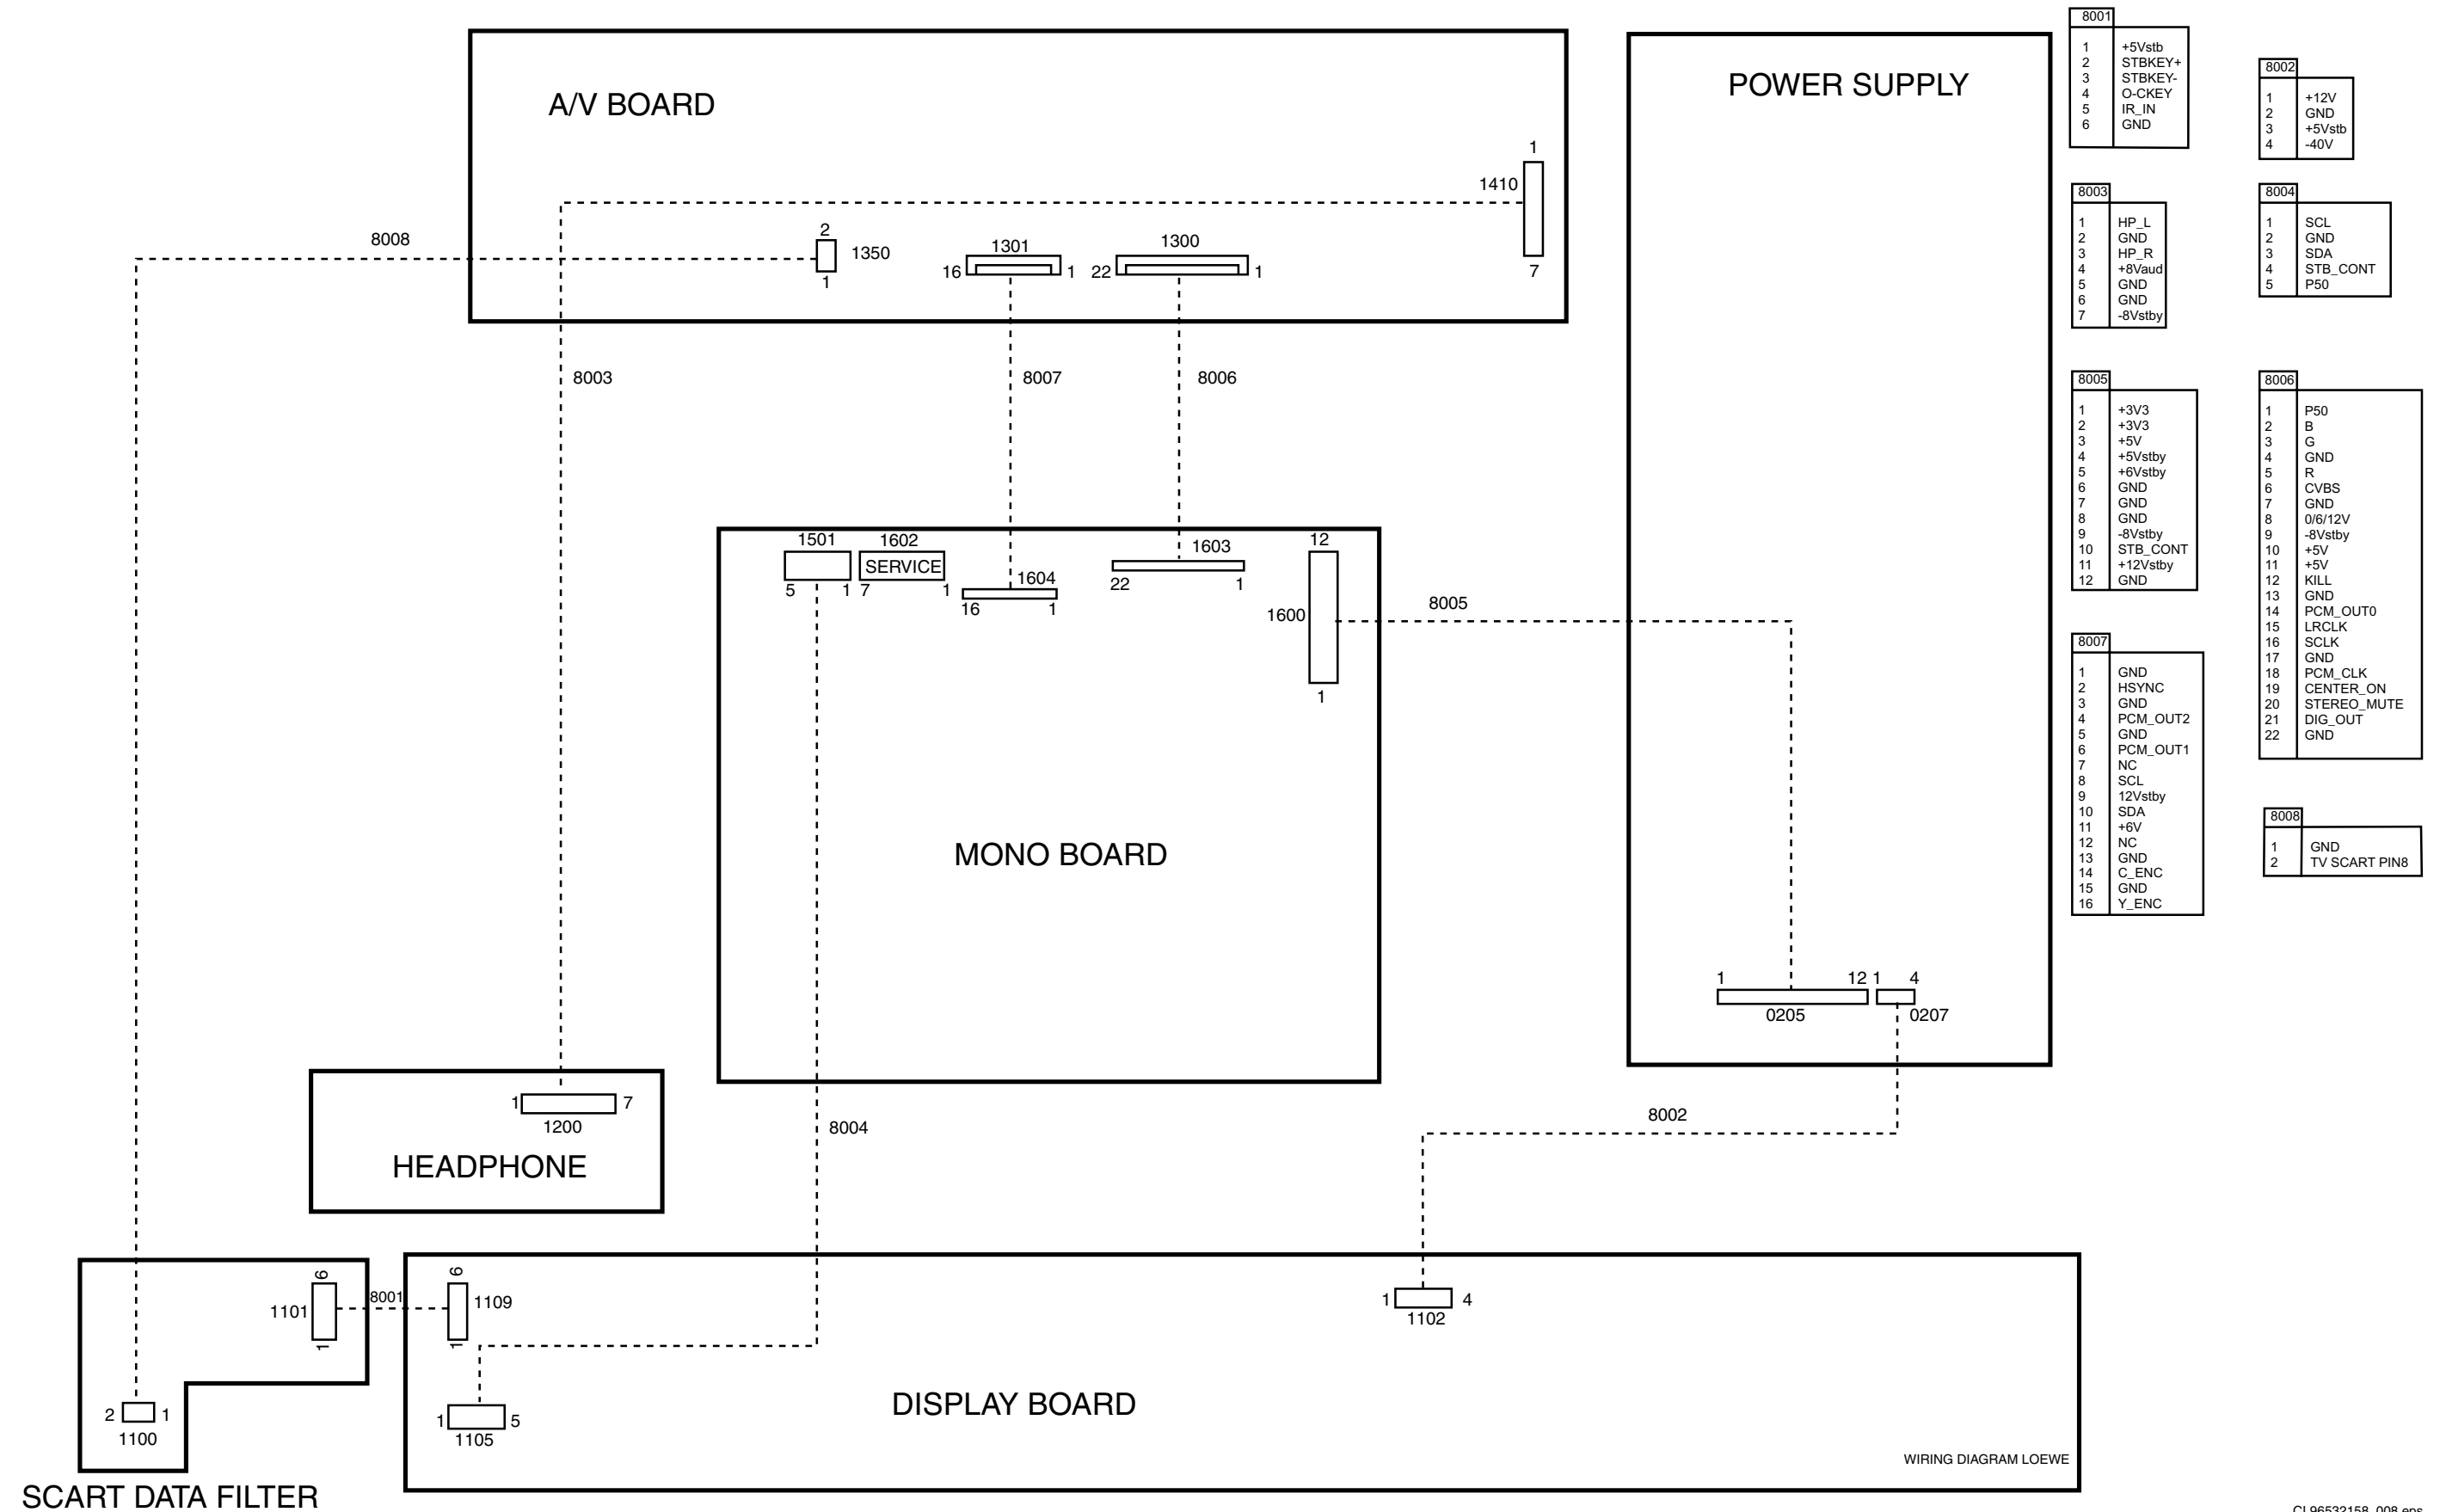 A/V BOARD
1
1410
7
2
1350
1
1301
16
1
1300
22
1
8008
8003
8007
8006
POWER SUPPLY
1
12
1
4
0205
0207
1501
5
1
1602
SERVICE
7
1
1604
16
1
1603
22
1
12
1600
1
8005
MONO BOARD
8004
8002
1
7
1200
HEADPHONE
6
1101
1
8001
6
1109
1
2
1
1100
SCART DATA FILTER
1
5
1105
1
4
1102
DISPLAY BOARD
WIRING DIAGRAM LOEWE
8001
1 +5Vstb
2 STBKEY+
3 STBKEY-
4 O-CKEY
5 IR_IN
6 GND
8002
1 +12V
2 GND
3 +5Vstb
4 -40V
8003
1 HP_L
2 GND
3 HP_R
4 +8Vaud
5 GND
6 GND
7 -8Vstby
8004
1 SCL
2 GND
3 SDA
4 STB_CONT
5 P50
8005
1 +3V3
2 +3V3
3 +5V
4 +5Vstby
5 +6Vstby
6 GND
7 GND
8 GND
9 -8Vstby
10 STB_CONT
11 +12Vstby
12 GND
8006
1 P50
2 B
3 G
4 GND
5 R
6 CVBS
7 GND
8 0/6/12V
9 -8Vstby
10 +5V
11 +5V
12 KILL
13 GND
14 PCM_OUT0
15 LRCLK
16 SCLK
17 GND
18 PCM_CLK
19 CENTER_ON
20 STEREO_MUTE
21 DIG_OUT
22 GND
8007
1 GND
2 HSYNC
3 GND
4 PCM_OUT2
5 GND
6 PCM_OUT1
7 NC
8 SCL
9 12Vstby
10 SDA
11 +6V
12 NC
13 GND
14 C_ENC
15 GND
16 Y_ENC
8008
1 GND
2 TV SCART PIN8
CL96532158_008.eps